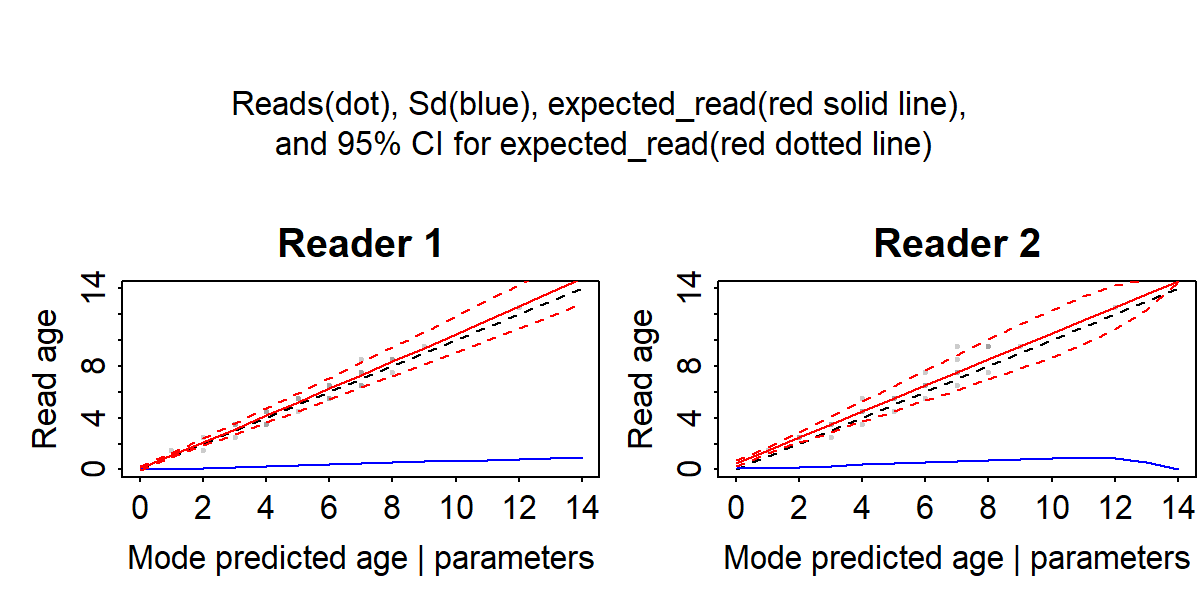 Reads(dot), Sd(blue), expected_read(red solid line),
and 95% CI for expected_read(red dotted line)
Reader 1
Read age
0 4 8 14
0 2 4 6 8 10 12 14
Mode predicted age | parameters
Reader 2
Read age
0 4 8 14
0 2 4 6 8 10 12 14
Mode predicted age | parameters